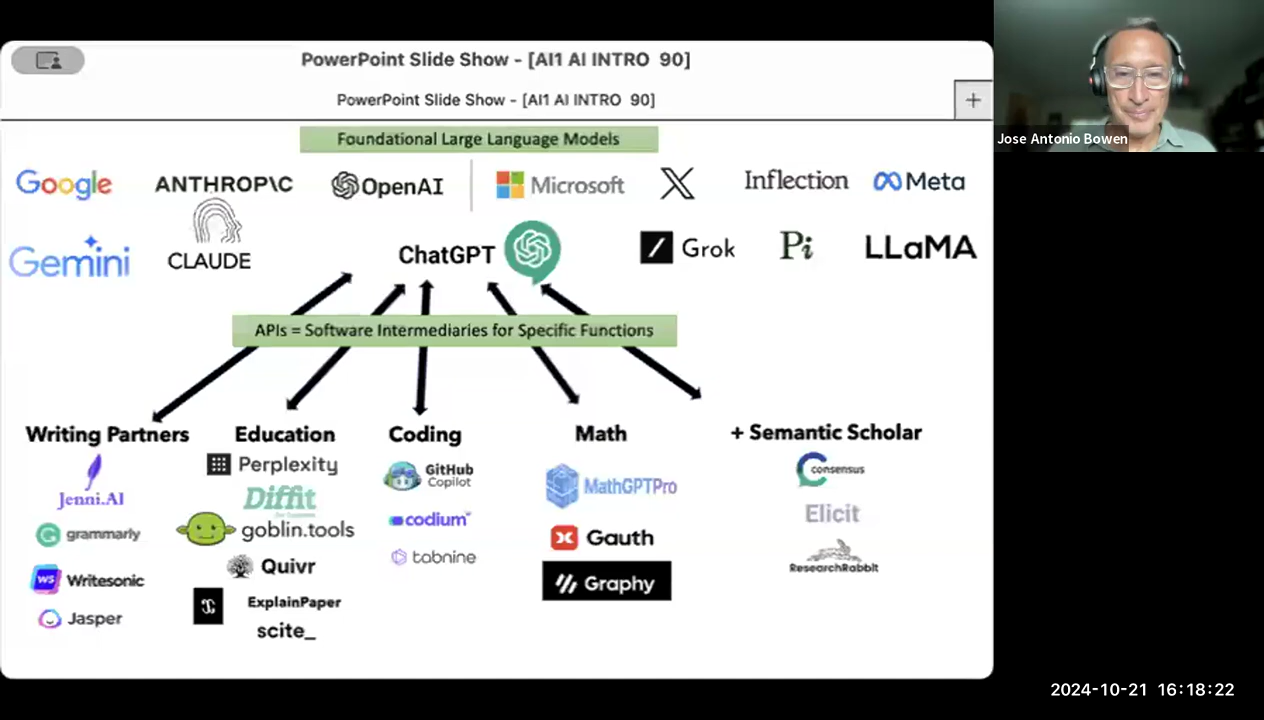 PowerPoint Slide Show - [AI1 AI INTRO 90]
PowerPoint Slide Show - [AI1 AI INTRO 90]
+
Jose Antonio Bowen
Foundational Large Language Models
Google ANTHROP\C OpenAI Microsoft X Inflection Meta
Gemini CLAUDE ChatGPT Grok Pi LLaMA
APIs = Software Intermediaries for Specific Functions
Writing Partners
Jenni.AI
grammarly
WS Writesonic
Jasper
Education
Perplexity
Diffit
goblin.tools
Quivr
ExplainPaper
scite_
Coding
GitHub
Copilot
codium
tabnine
Math
MathGPTPro
Gauth
Graphy
+ Semantic Scholar
consensus
Elicit
ResearchRabbit
2024-10-21 16:18:22